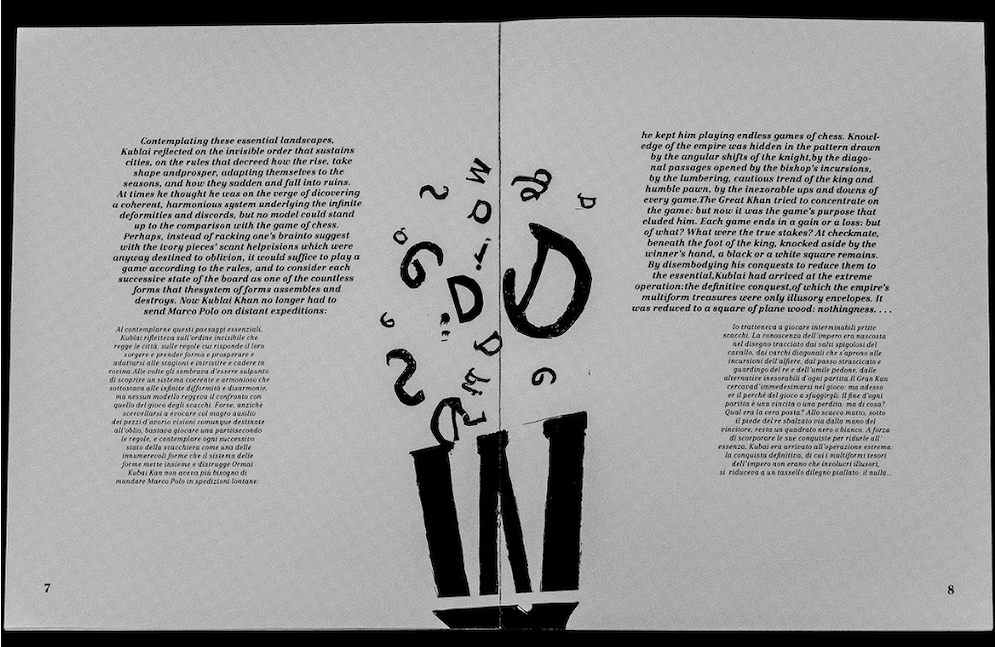 Contemplating these essential landscapes,
Kublai reflected on the invisible order that sustains
cities, on the rules that decreed how the rise, take
shape andprosper, adapting themselves to the
seasons, and how they sadden and fall into ruins.
At times he thought he was on the verge of dicovering
a coherent, harmonious system underlying the infinite
deformities and discords, but no model could stand
up to the comparison with the game of chess.
Perhaps, instead of racking one's brainto suggest
with the ivory pieces' scant helpvisions which were
anyway destined to oblivion, it would suffice to play a
game according to the rules, and to consider each
successive state of the board as one of the countless
forms that thesystem of forms assembles and
destroys. Now Kublai Khan no longer had to
send Marco Polo on distant expeditions:
Al contemplarne questi paesaggi essenziali,
Kublai rifletteva sull'ordine invisibile che
regge le città, sulle regole cui risponde il loro
sorgere e prender forma e prosperare e
adattarsi alle stagioni e intristire e cadere in
rovina. Alle volte gli sembrava d'essere sulpunto
di scoprire un sistema coerente e armonioso che
sottostava alle infinite difformità e disarmonie,
ma nessun modello reggeva il confronto con
quello del gioco degli scacchi. Forse, anzichè
scervellarsi a evocare col magro ausilio
dei pezzi d'avorio visioni comunque destinate
all'oblio, bastava giocare una partitasecondo
le regole, e contemplare ogni successivo
stato della scacchiera come una delle
innumerevoli forme che il sistema delle
forme mette insieme e distrugge Ormai
Kubai Kan non aveva più bisogno di
mandare Marco Polo in spedizioni lontane:
7
he kept him playing endless games of chess. Knowl-
edge of the empire was hidden in the pattern drawn
by the angular shifts of the knight,by the diago-
nal passages opened by the bishop's incursions,
by the lumbering, cautious trend of the king and
humble pawn, by the inexorable ups and downs of
every game.The Great Khan tried to concentrate on
the game: but now it was the game's purpose that
eluded him. Each game ends in a gain or a loss: but
of what? What were the true stakes? At checkmate,
beneath the foot of the king, knocked aside by the
winner's hand, a black or a white square remains.
By disembodying his conquests to reduce them to
the essential,Kublai had arrived at the extreme
operation:the definitive conquest,of which the empire's
multiform treasures were only illusory envelopes. It
was reduced to a square of plane wood: nothingness. . . .
lo tratteneva a giocare interminabili prtite
scacchi. La conoscenza dell'impero era nascosta
nel disegno tracciato dai salti spigolosi del
cavallo, dai varchi diagonali che s'aprono alle
incursioni dell'alfiere, dal passo strascicato e
guardingo del re e dell'umile pedone, dalle
alternative inesorabili d'ogni partita.Il Gran Kan
cercavad'immedesimarsi nel gioco: ma adesso
er il perché del gioco a sfuggirgli. Il fine d'ogni
partita è una vincita o una perdita: ma di cosa?
Qual era la vera posta? Allo scacco matto, sotto
il piede del re sbalzato via dalla mano del
vincitore, resta un quadrato nero o bianco. A forza
di scorporare le sue conquiste per ridurle all'
essenza, Kubai era arrivato all'operazione estrema:
la conquista definitiva, di cui i multiformi tesori
dell'impero non erano che involucri illusori,
si riduceva a un tassello dilegno piallato: il nulla...
8